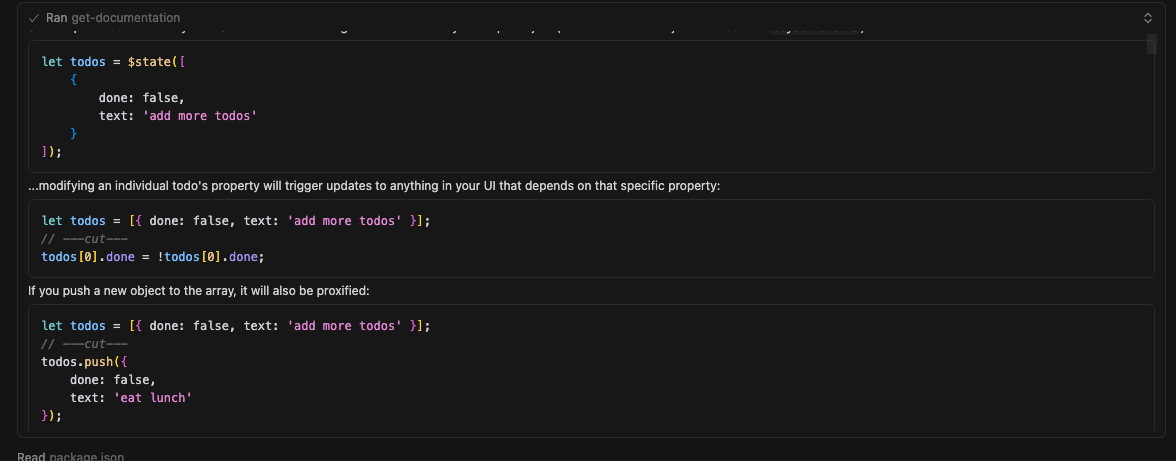 Ran get-documentation
let todos = $state([
{
done: false,
text: 'add more todos'
}
]);
...modifying an individual todo's property will trigger updates to anything in your UI that depends on that specific property:
let todos = [{ done: false, text: 'add more todos' }];
// ---cut---
todos[0].done = !todos[0].done;
If you push a new object to the array, it will also be proxified:
let todos = [{ done: false, text: 'add more todos' }];
// ---cut---
todos.push({
done: false,
text: 'eat lunch'
});
Read package.json